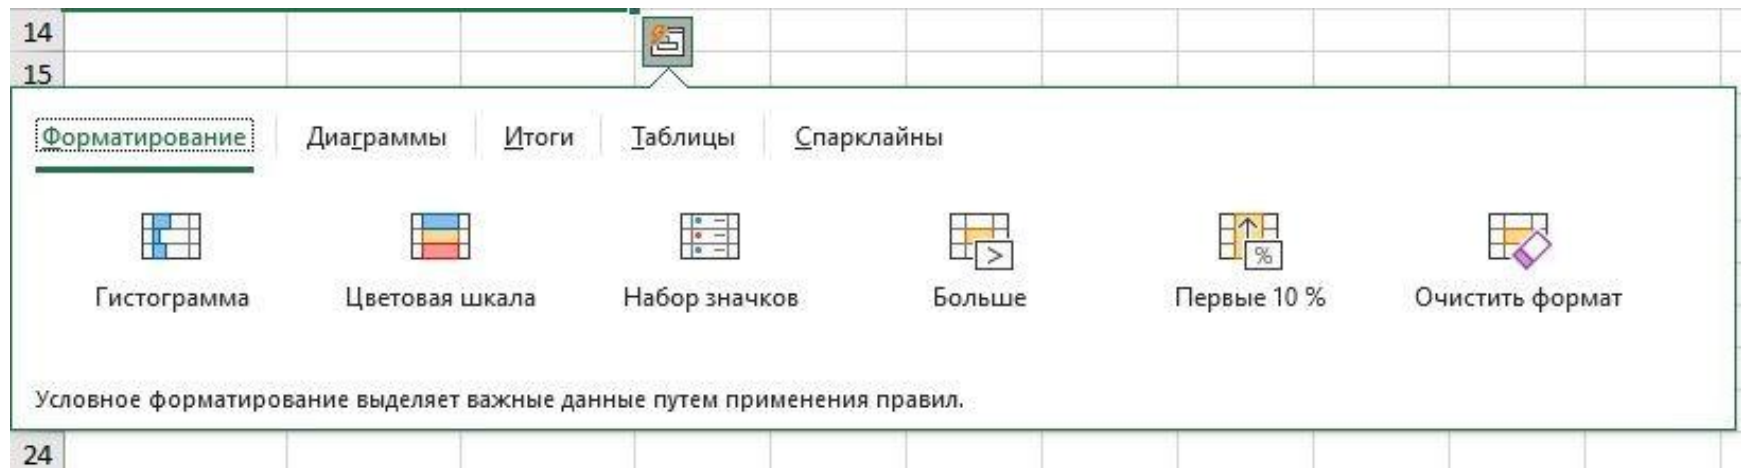 14
15
Форматирование Диаграммы Итоги Таблицы Спарклайны
Гистограмма Цветовая шкала Набор значков Больше Первые 10 % Очистить формат
Условное форматирование выделяет важные данные путем применения правил.
24